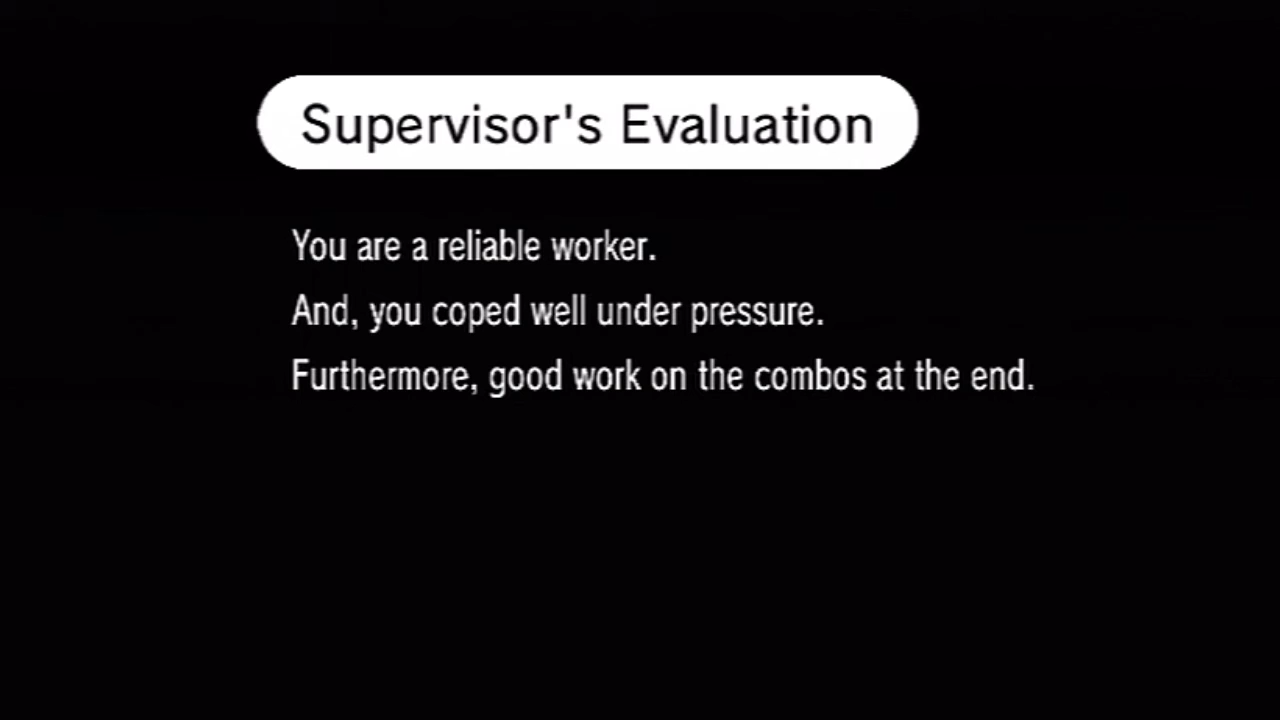 Supervisor's Evaluation
You are a reliable worker.
And, you coped well under pressure.
Furthermore, good work on the combos at the end.